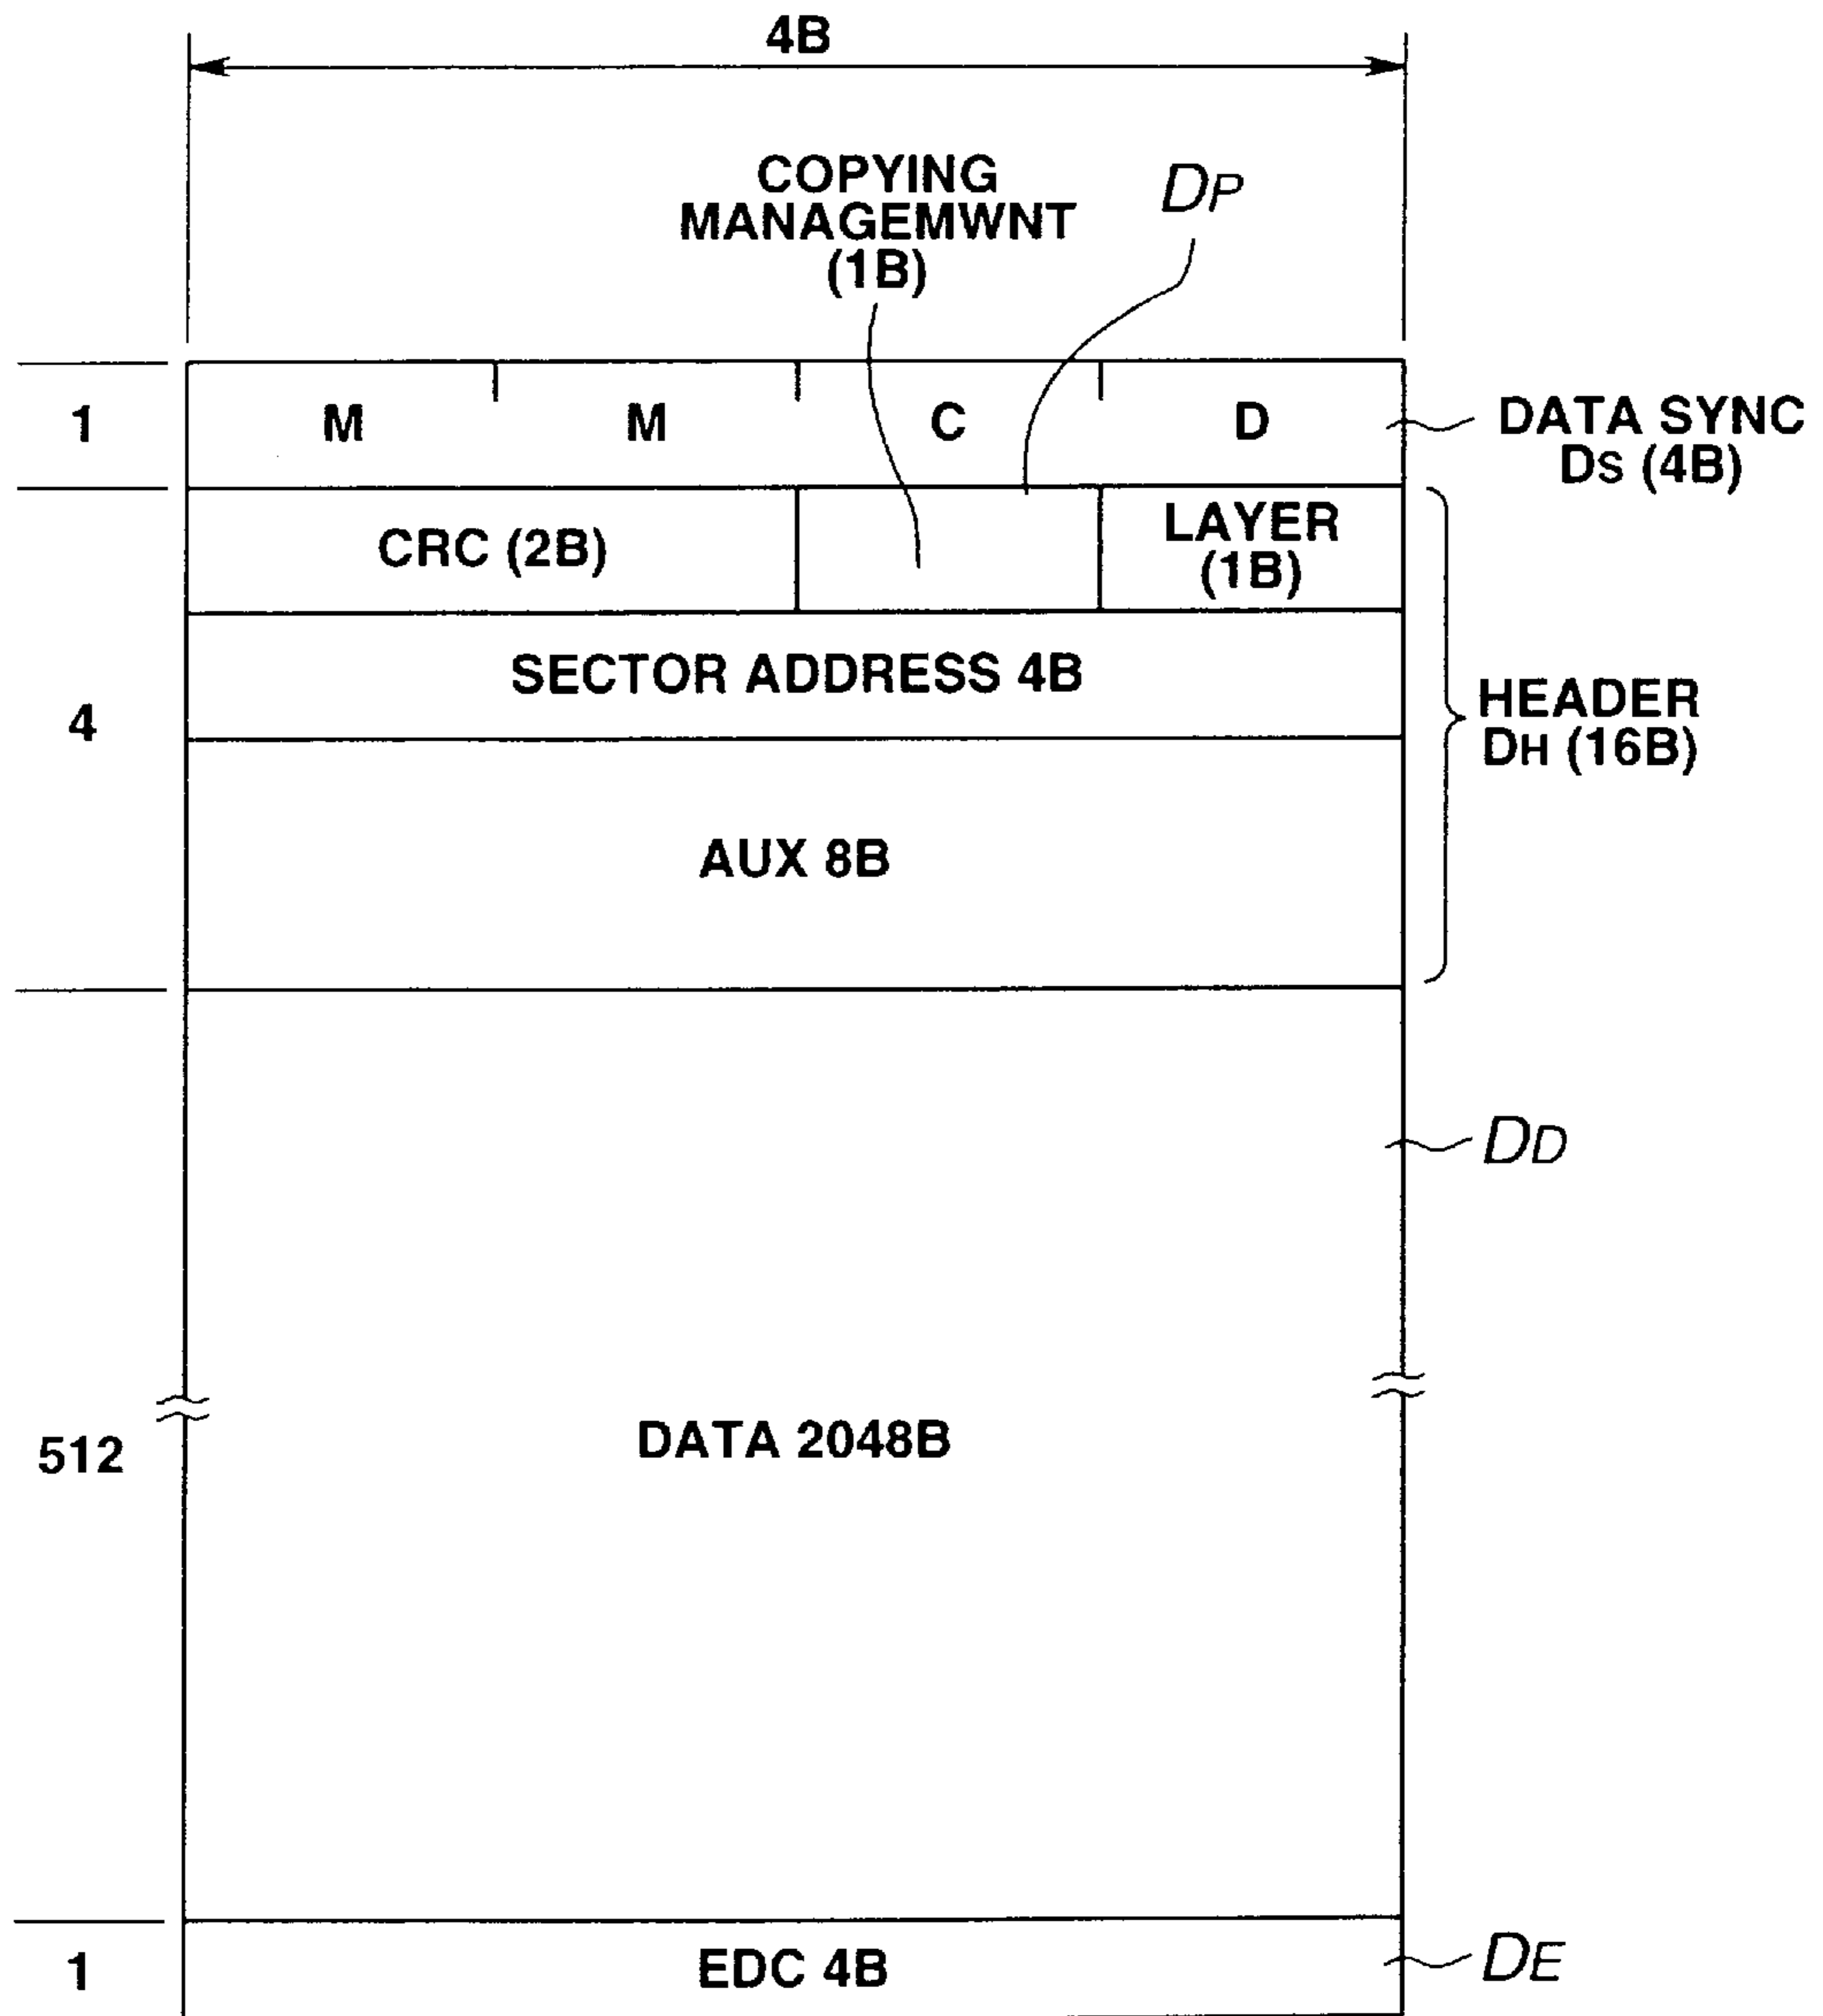 4B
COPYING
MANAGEMWNT
(1B)
DP
1
M M C D
DATA SYNC
DS (4B)
CRC (2B)
LAYER
(1B)
4
SECTOR ADDRESS 4B
HEADER
DH (16B)
AUX 8B
DD
512
DATA 2048B
1
EDC 4B
DE